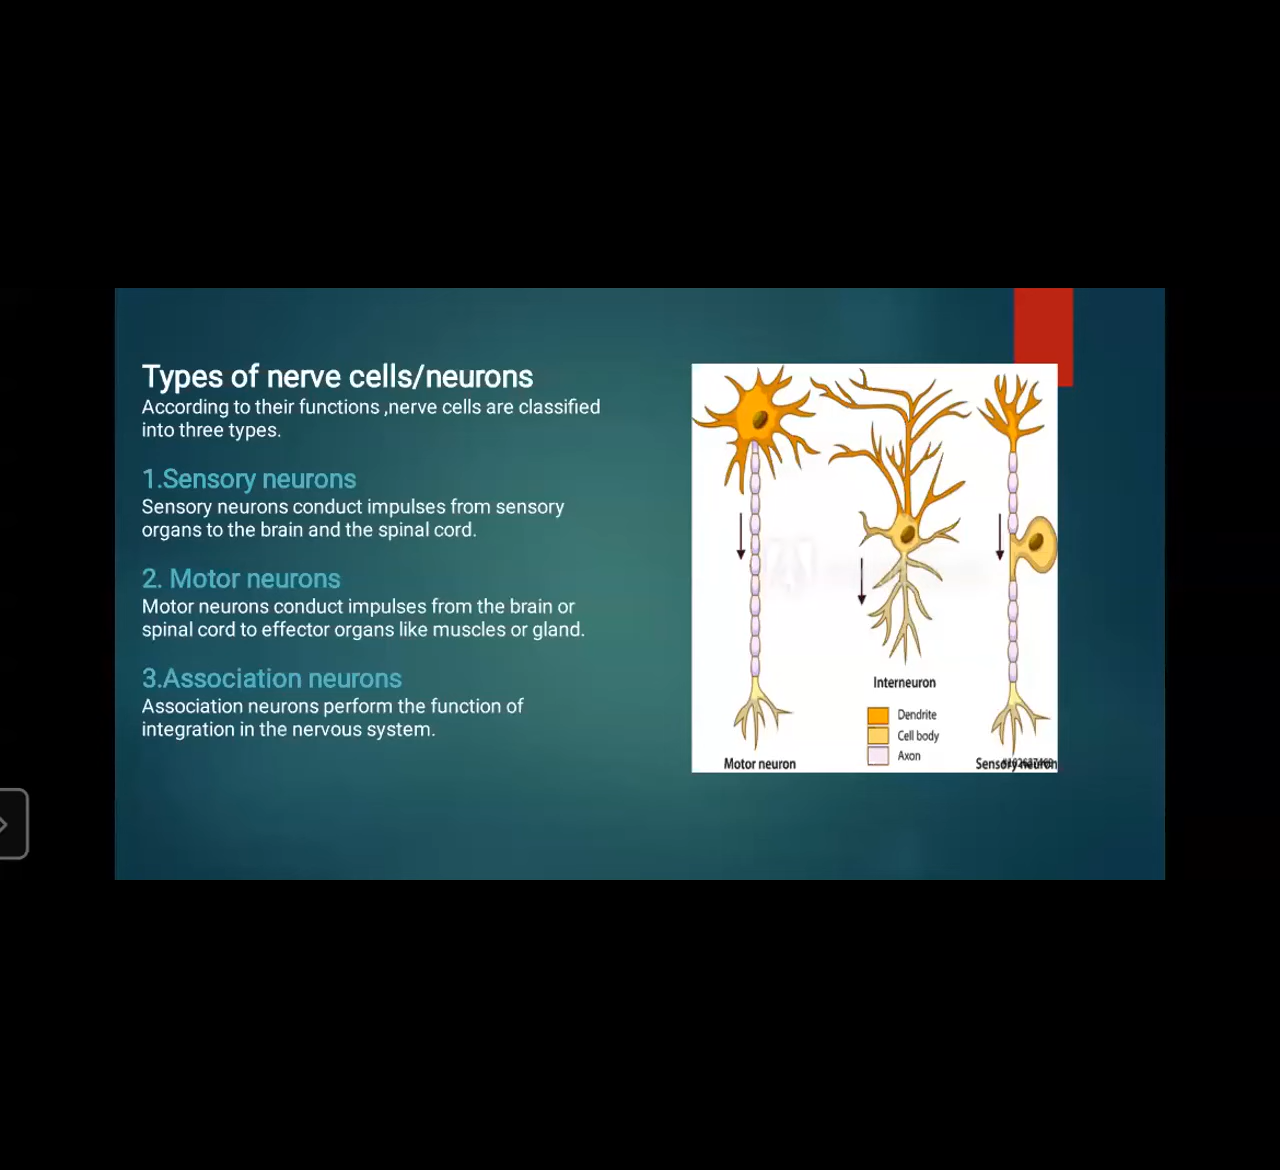 Types of nerve cells/neurons
According to their functions ,nerve cells are classified
into three types.
1.Sensory neurons
Sensory neurons conduct impulses from sensory
organs to the brain and the spinal cord.
2. Motor neurons
Motor neurons conduct impulses from the brain or
spinal cord to effector organs like muscles or gland.
3.Association neurons
Association neurons perform the function of
integration in the nervous system.
Interneuron
Dendrite
Cell body
Axon
Motor neuron
Sensory neuron